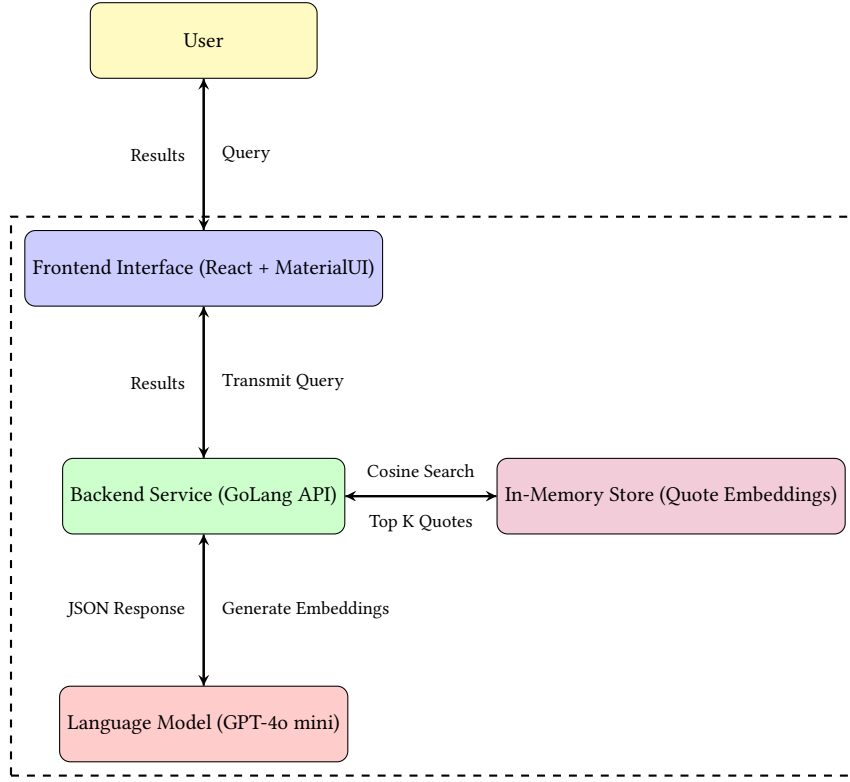 User
Results
Query
Frontend Interface (React + MaterialUI)
Results
Transmit Query
Cosine Search
Backend Service (GoLang API)
In-Memory Store (Quote Embeddings)
Top K Quotes
JSON Response
Generate Embeddings
Language Model (GPT-4o mini)